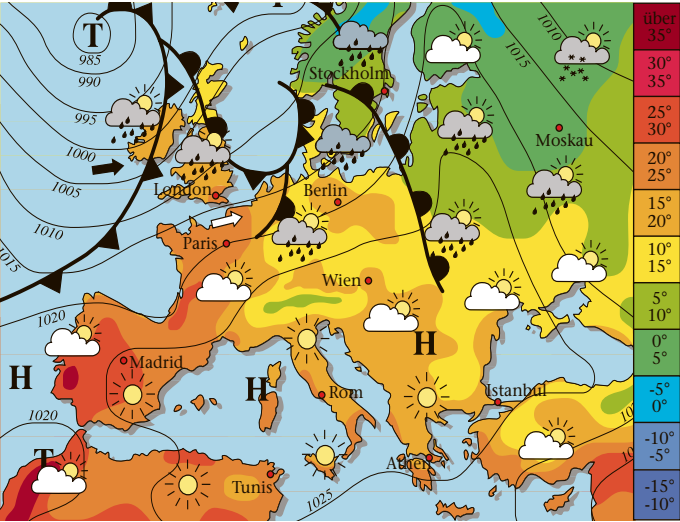 T
985
990
995
1000
1005
1010
1015
1020
1020
1025
1010
1015
Stockholm
Moskau
London
Berlin
Paris
Wien
Madrid
Rom
Istanbul
Athen
Tunis
H
H
H
T
über
35°
30°
35°
25°
30°
20°
25°
15°
20°
10°
15°
5°
10°
0°
5°
-5°
0°
-10°
-5°
-15°
-10°